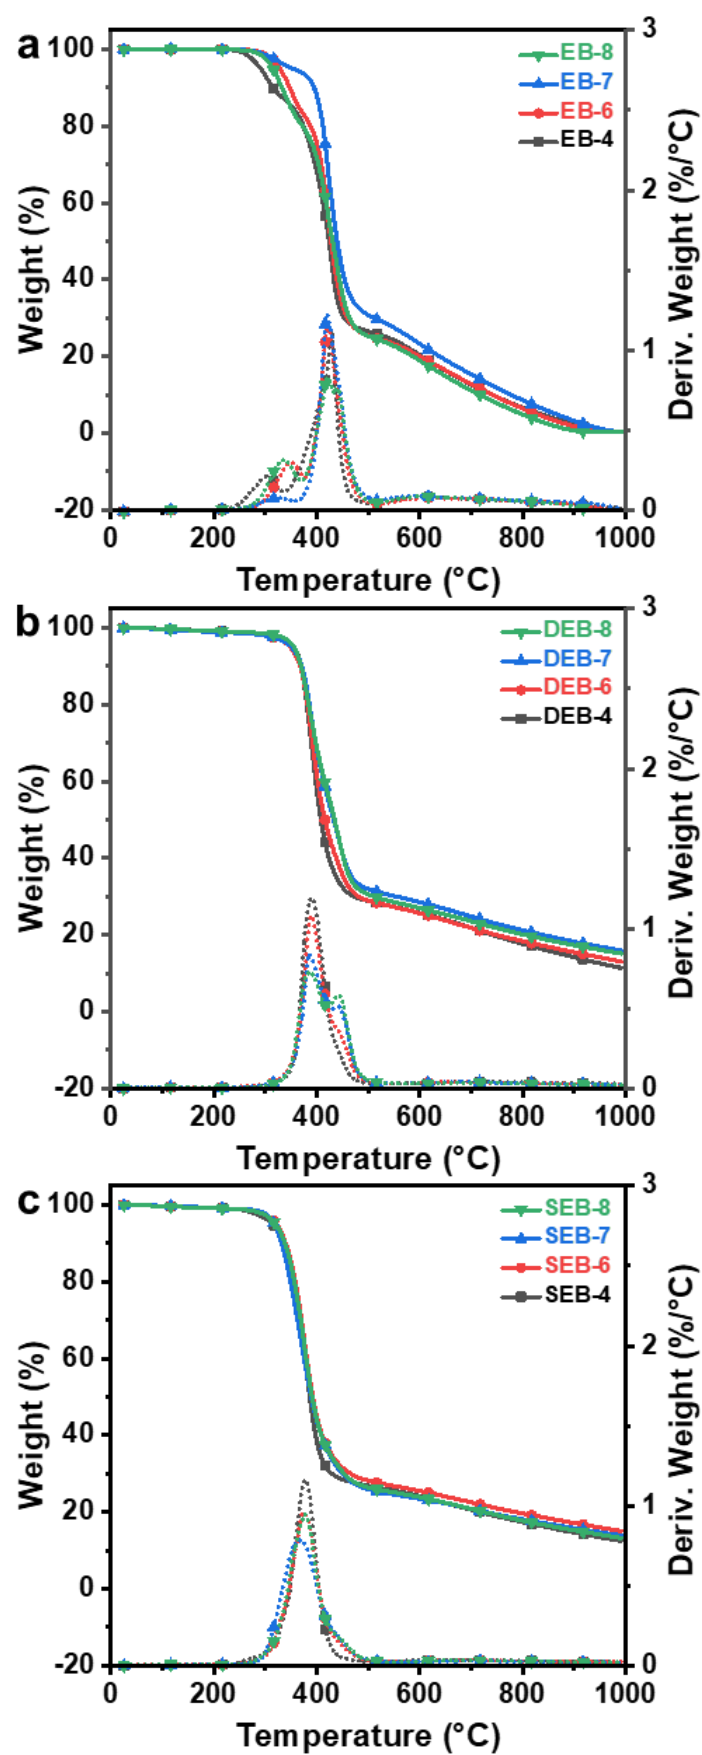 a
100
80
60
40
20
0
-20
Weight (%)
EB-8
EB-7
EB-6
EB-4
3
2
1
0
Deriv. Weight (%/°C)
0 200 400 600 800 1000
Temperature (°C)
b
100
80
60
40
20
0
-20
Weight (%)
DEB-8
DEB-7
DEB-6
DEB-4
3
2
1
0
Deriv. Weight (%/°C)
0 200 400 600 800 1000
Temperature (°C)
c
100
80
60
40
20
0
-20
Weight (%)
SEB-8
SEB-7
SEB-6
SEB-4
3
2
1
0
Deriv. Weight (%/°C)
0 200 400 600 800 1000
Temperature (°C)